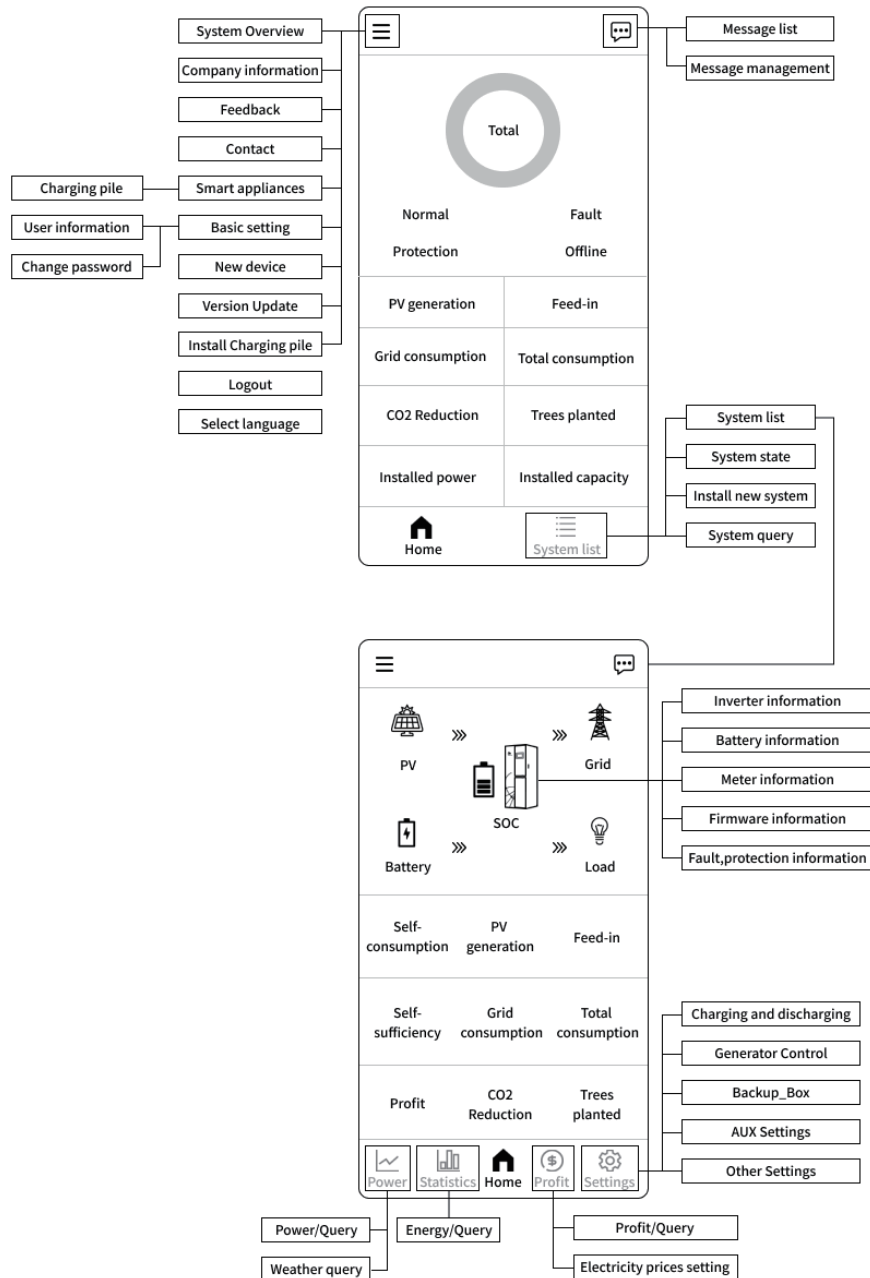 System Overview
Company information
Feedback
Contact
Smart appliances
Charging pile
Basic setting
User information
Change password
New device
Version Update
Install Charging pile
Logout
Select language
Message list
Message management
Total
Normal
Fault
Protection
Offline
PV generation
Feed-in
Grid consumption
Total consumption
CO2 Reduction
Trees planted
Installed power
Installed capacity
Home
System list
System list
System state
Install new system
System query
PV
Grid
SOC
Battery
Load
Inverter information
Battery information
Meter information
Firmware information
Fault,protection information
Self-
consumption
PV
generation
Feed-in
Self-
sufficiency
Grid
consumption
Total
consumption
Profit
CO2
Reduction
Trees
planted
Charging and discharging
Generator Control
Backup_Box
AUX Settings
Other Settings
Power
Statistics
Home
Profit
Settings
Power/Query
Weather query
Energy/Query
Profit/Query
Electricity prices setting